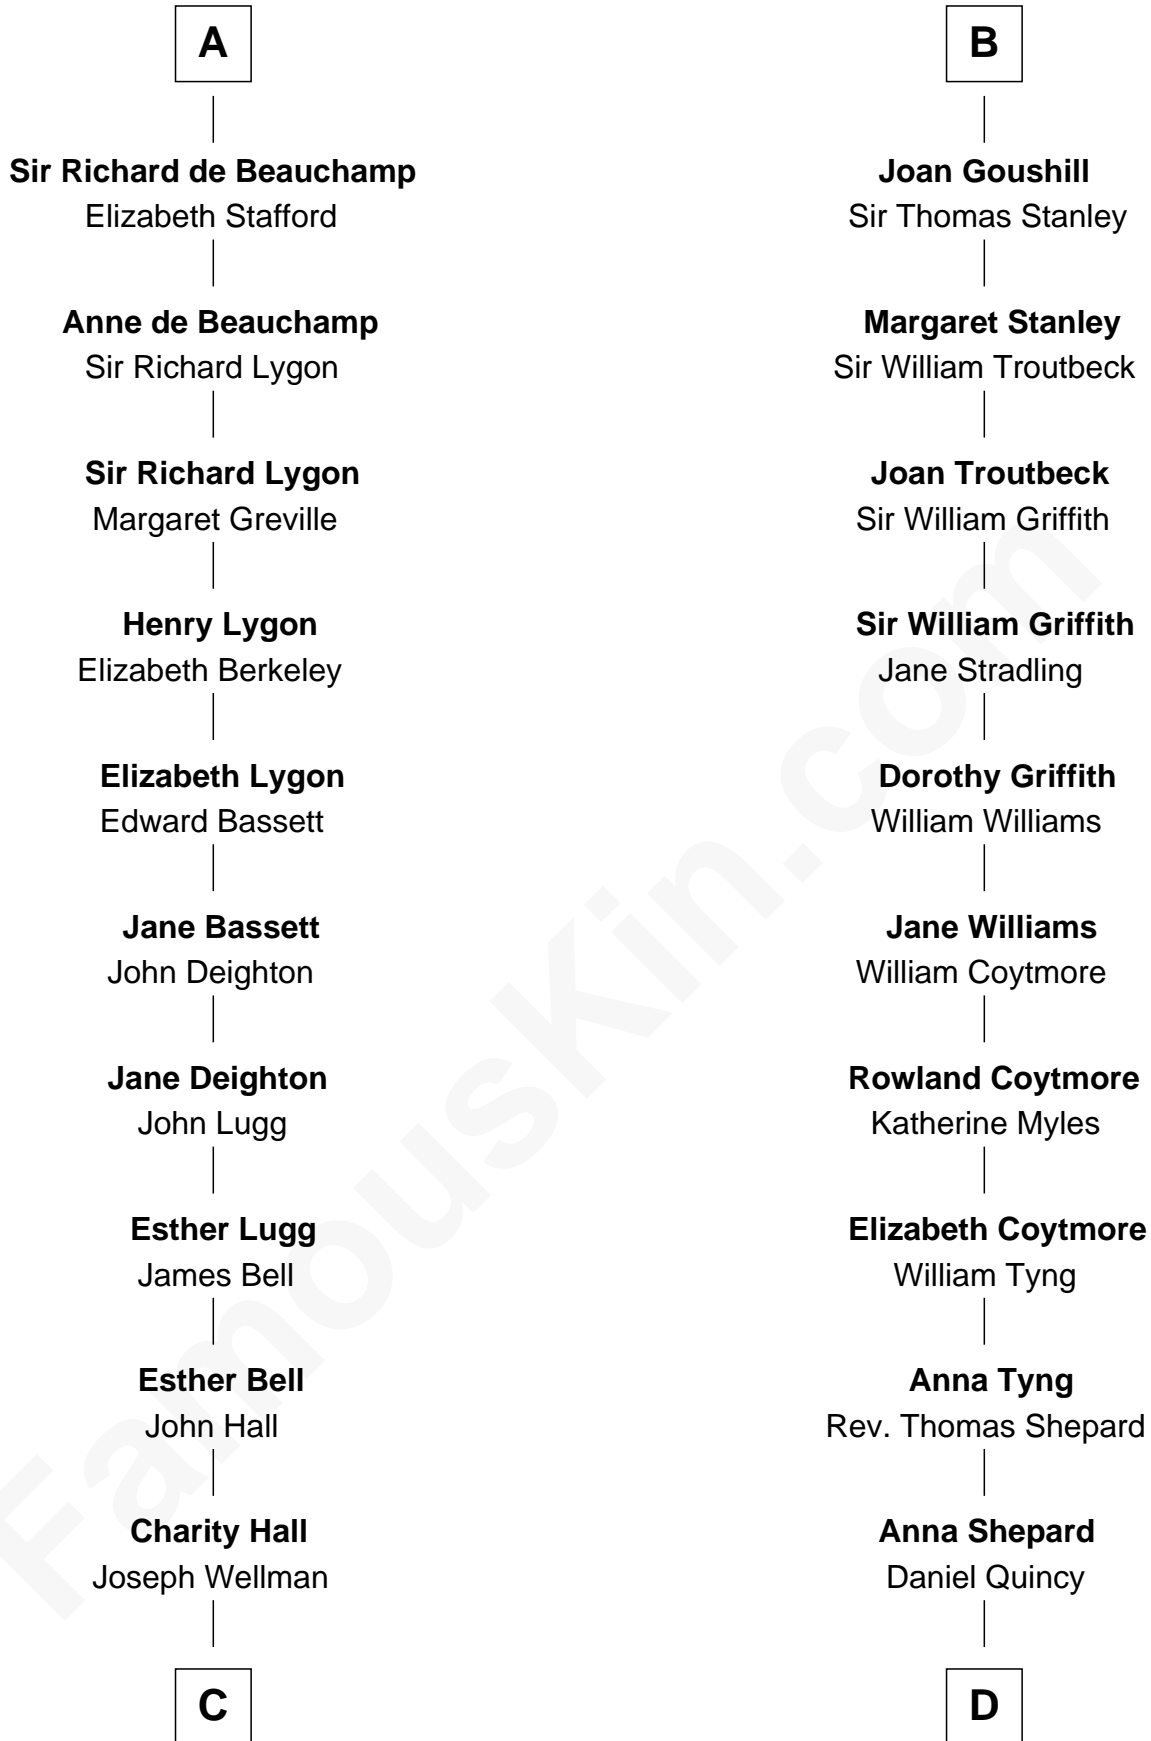 A
Sir Richard de Beauchamp
Elizabeth Stafford
Anne de Beauchamp
Sir Richard Lygon
Sir Richard Lygon
Margaret Greville
Henry Lygon
Elizabeth Berkeley
Elizabeth Lygon
Edward Bassett
Jane Bassett
John Deighton
Jane Deighton
John Lugg
Esther Lugg
James Bell
Esther Bell
John Hall
Charity Hall
Joseph Wellman
C
B
Joan Goushill
Sir Thomas Stanley
Margaret Stanley
Sir William Troutbeck
Joan Troutbeck
Sir William Griffith
Sir William Griffith
Jane Stradling
Dorothy Griffith
William Williams
Jane Williams
William Coytmore
Rowland Coytmore
Katherine Myles
Elizabeth Coytmore
William Tyng
Anna Tyng
Rev. Thomas Shepard
Anna Shepard
Daniel Quincy
D
FamousKin.com